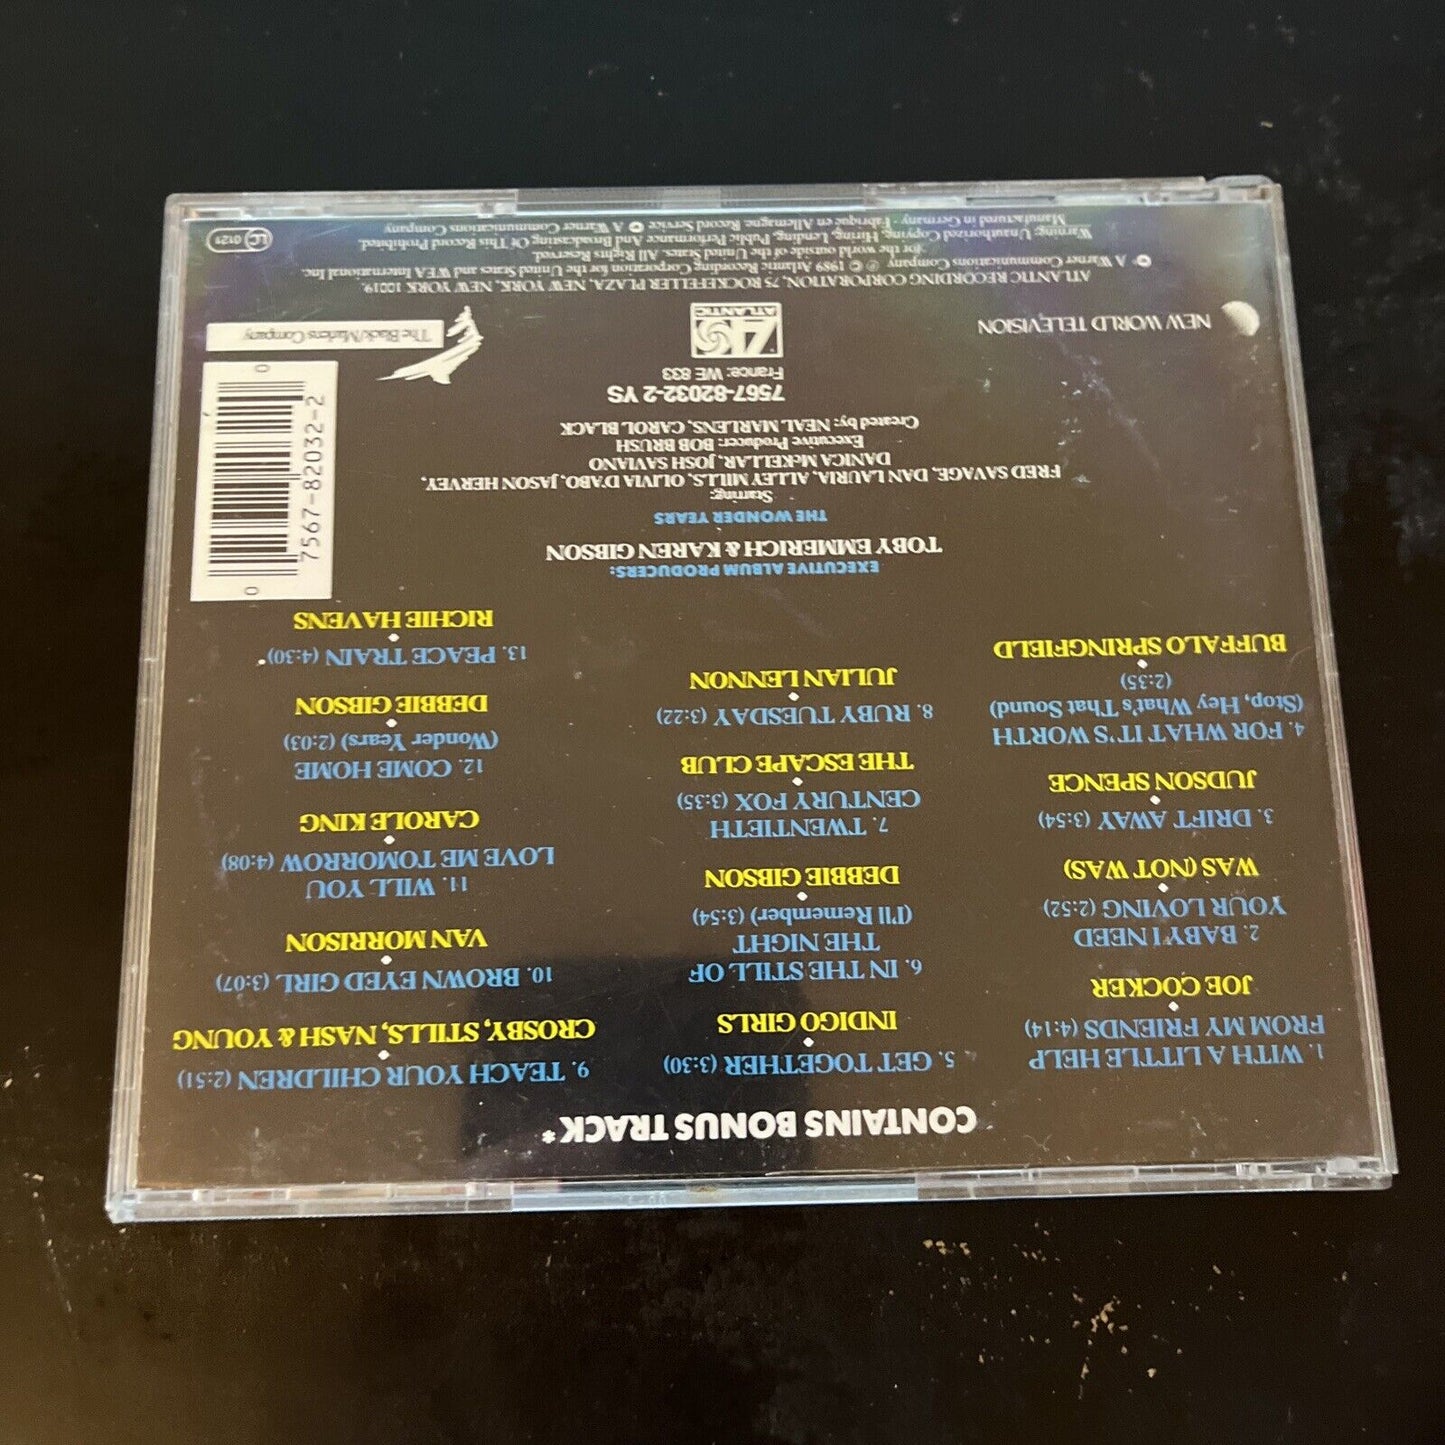 CONTAINS BONUS TRACK*
1. WITH A LITTLE HELP
FROM MY FRIENDS (4:14)
JOE COCKER
2. BABY I NEED
YOUR LOVING (2:52)
WAS (NOT WAS)
3. DRIFT AWAY (3:54)
JUDSON SPENCE
4. FOR WHAT IT'S WORTH
(Stop, Hey What's That Sound)
(2:35)
BUFFALO SPRINGFIELD
5. GET TOGETHER (3:30)
INDIGO GIRLS
6. IN THE STILL OF
THE NIGHT
(I'll Remember) (3:54)
DEBBIE GIBSON
7. TWENTIETH
CENTURY FOX (3:35)
THE ESCAPE CLUB
8. RUBY TUESDAY (3:22)
JULIAN LENNON
9. TEACH YOUR CHILDREN (2:51)
CROSBY, STILLS, NASH & YOUNG
10. BROWN EYED GIRL (3:07)
VAN MORRISON
11. WILL YOU
LOVE ME TOMORROW (4:08)
CAROLE KING
12. COME HOME
(Wonder Years) (2:03)
DEBBIE GIBSON
13. PEACE TRAIN (4:30)*
RICHIE HAVENS
EXECUTIVE ALBUM PRODUCERS:
TOBY EMMERICH & KAREN GIBSON
THE WONDER YEARS
Starring:
FRED SAVAGE, DAN LAURIA, ALLEY MILLS, OLIVIA D'ABO, JASON HERVEY,
DANICA McKELLAR, JOSH SAVIANO
Executive Producer: BOB BRUSH
Created by: NEAL MARLENS, CAROL BLACK
7567-82032-2 YS
France: WE 833
0 7567-82032-2 0
NEW WORLD TELEVISION
ATLANTIC
The Black/Marlens Company
ATLANTIC RECORDING CORPORATION, 75 ROCKEFELLER PLAZA, NEW YORK, NEW YORK 10019.
A Warner Communications Company ℗ © 1989 Atlantic Recording Corporation for the United States and WEA International Inc.
for the world outside of the United States. All Rights Reserved.
Warning: Unauthorized Copying, Hiring, Lending, Public Performance And Broadcasting Of This Record Prohibited.
Manufactured in Germany · Fabriqué en Allemagne. Record Service A Warner Communications Company
LC 0121